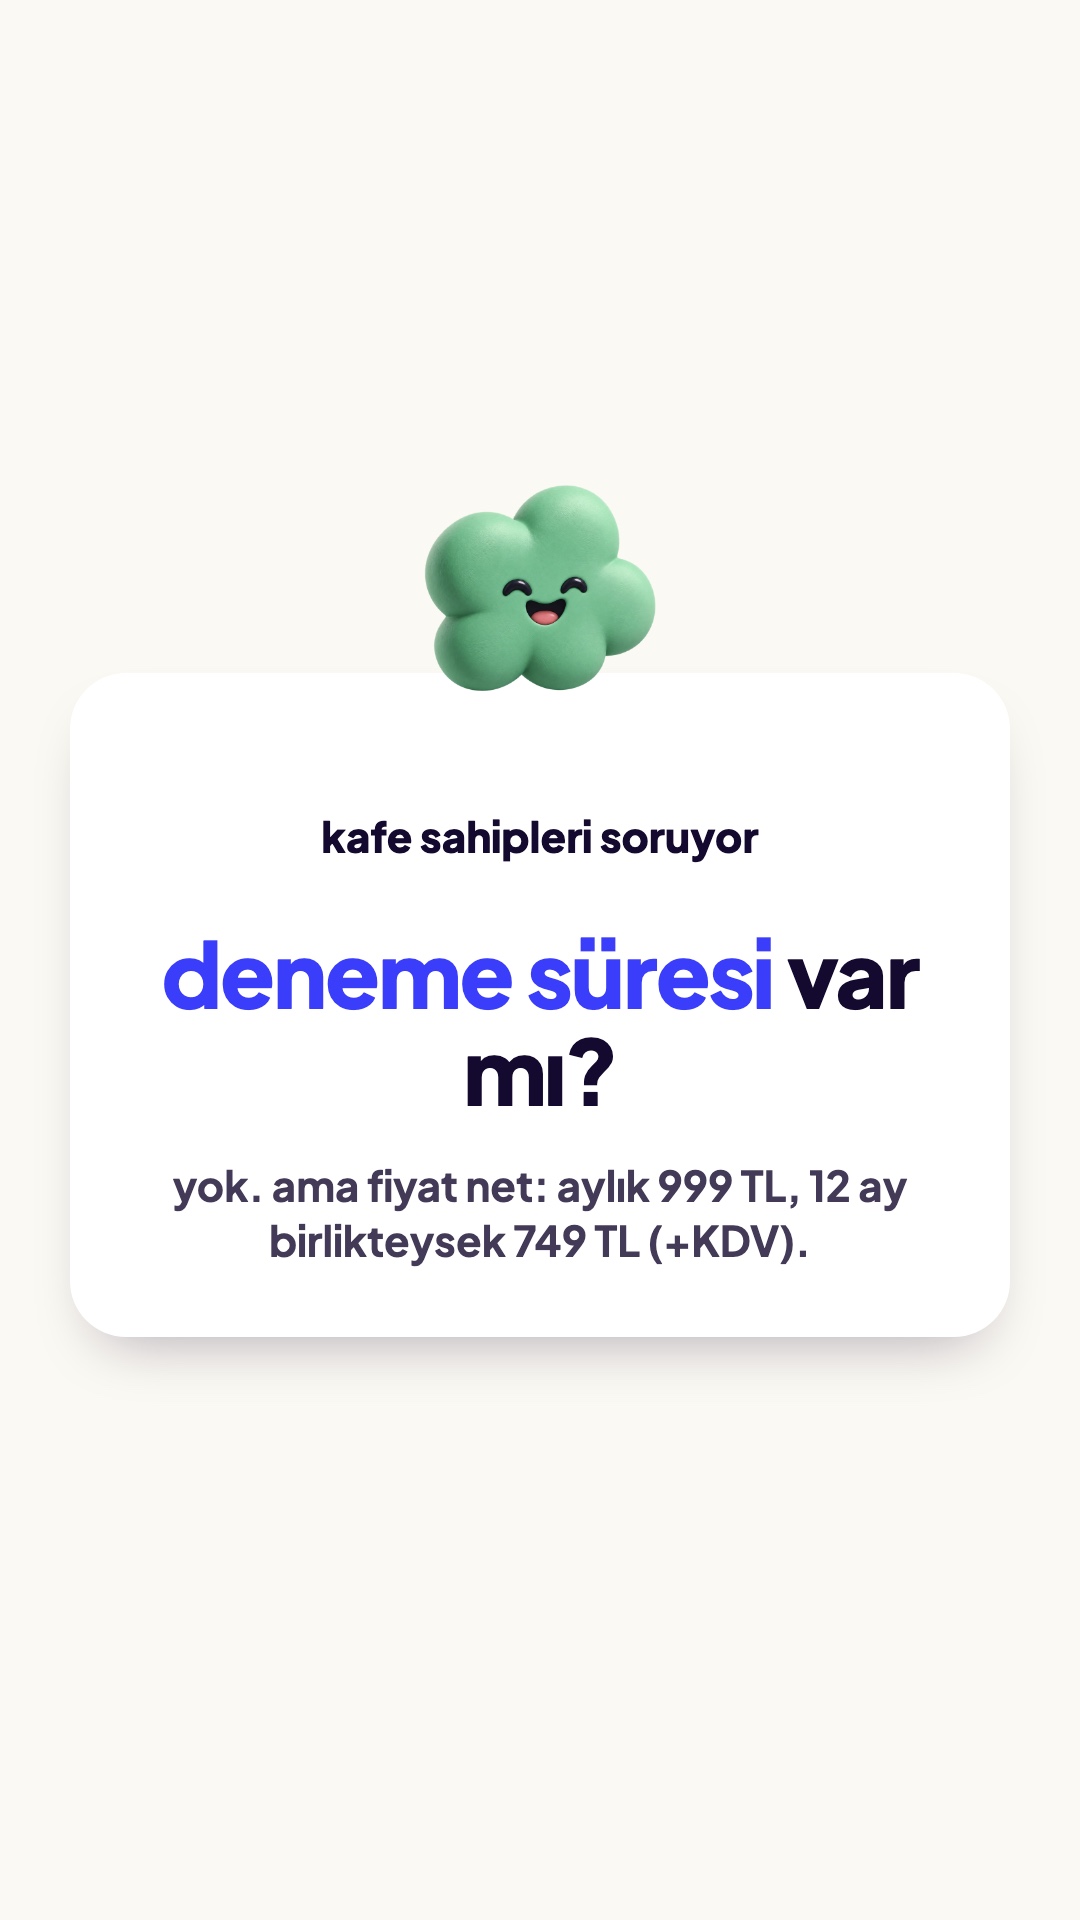 kafe sahipleri soruyor
deneme süresi var
mı?
yok. ama fiyat net: aylık 999 TL, 12 ay
birlikteysek 749 TL (+KDV).